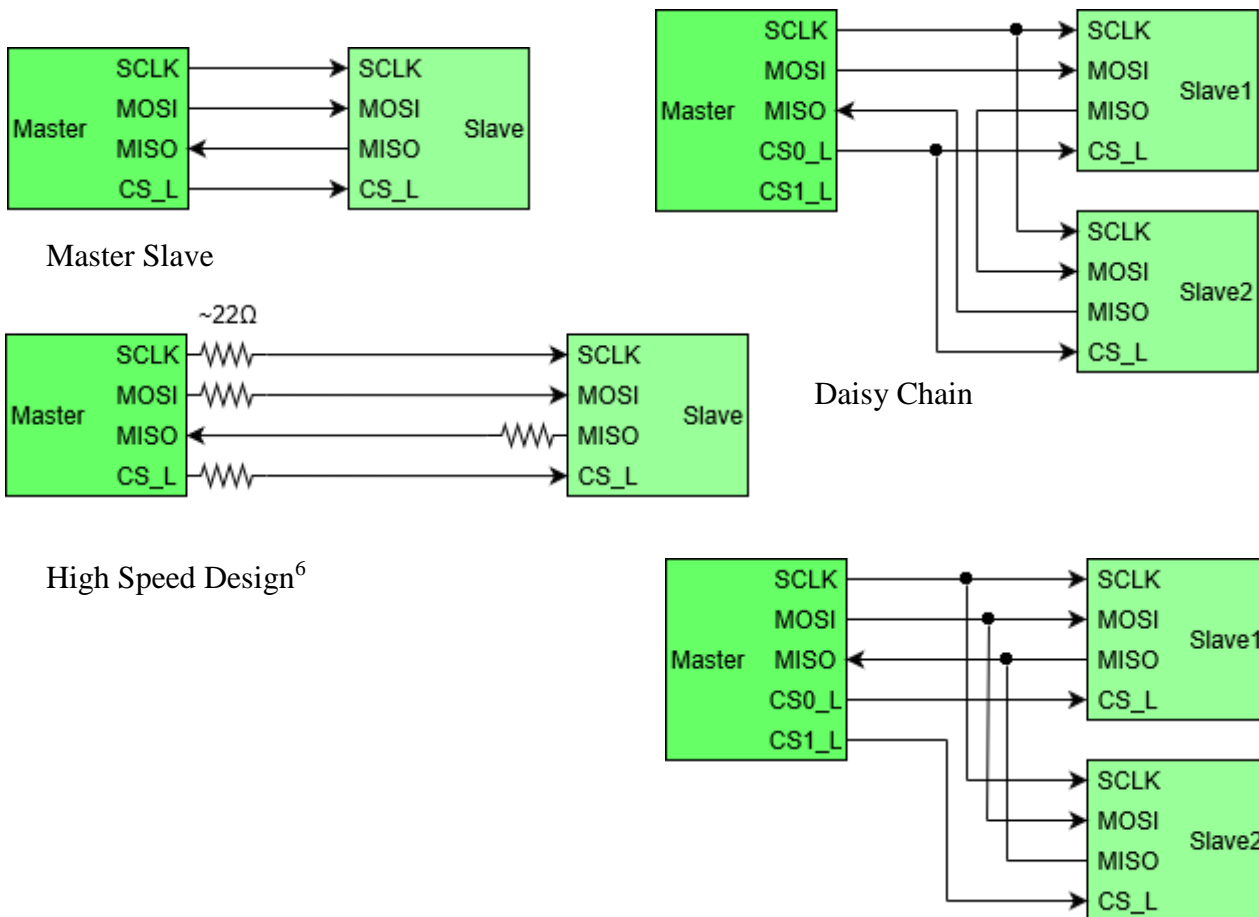 SCLK SCLK
MOSI MOSI
Master Slave
MISO MISO
CS_L CS_L
Master Slave
~22Ω
SCLK SCLK
MOSI MOSI
Master Slave
MISO MISO
CS_L CS_L
High Speed Design6
SCLK SCLK
MOSI MOSI
Slave1
Master MISO MISO
CS0_L CS_L
CS1_L
SCLK
MOSI
Slave2
MISO
CS_L
Daisy Chain
SCLK SCLK
MOSI MOSI
Slave1
Master MISO MISO
CS0_L CS_L
CS1_L
SCLK
MOSI
Slave2
MISO
CS_L